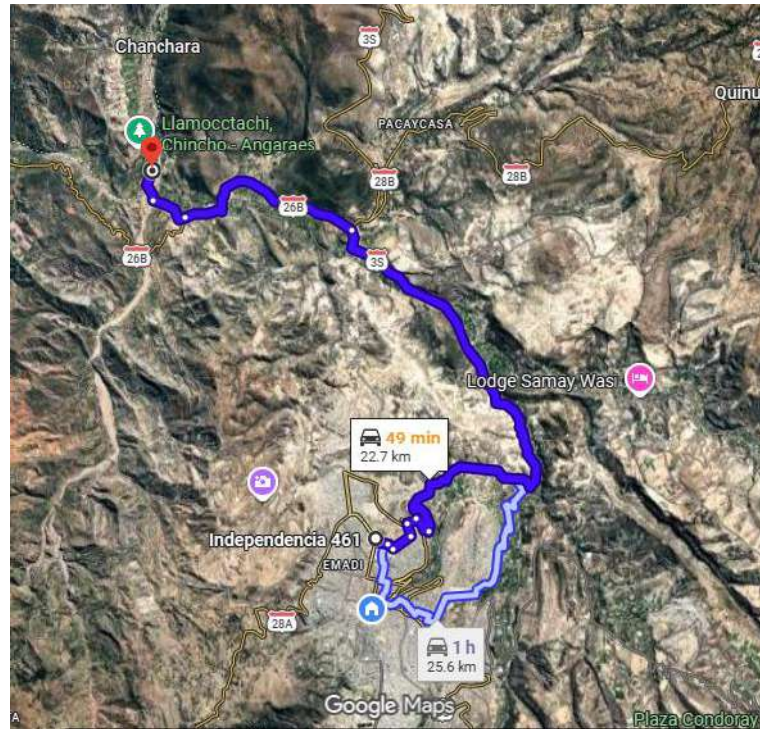 Chanchara
3S
Llamocctachi,
Chincho - Angaraes
PACAYCASA
Quinu
28B
28B
26B
26B
3S
Lodge Samay Wasi
49 min
22.7 km
Independencia 461
EMADI
28A
1 h
25.6 km
Google Maps
Plaza Condoray